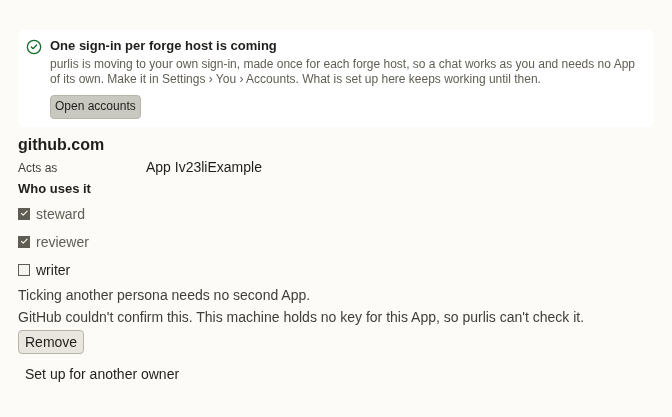 One sign-in per forge host is coming
purlis is moving to your own sign-in, made once for each forge host, so a chat works as you and needs no App
of its own. Make it in Settings › You › Accounts. What is set up here keeps working until then.
Open accounts
github.com
Acts as App Iv23liExample
Who uses it
steward
reviewer
writer
Ticking another persona needs no second App.
GitHub couldn't confirm this. This machine holds no key for this App, so purlis can't check it.
Remove
Set up for another owner